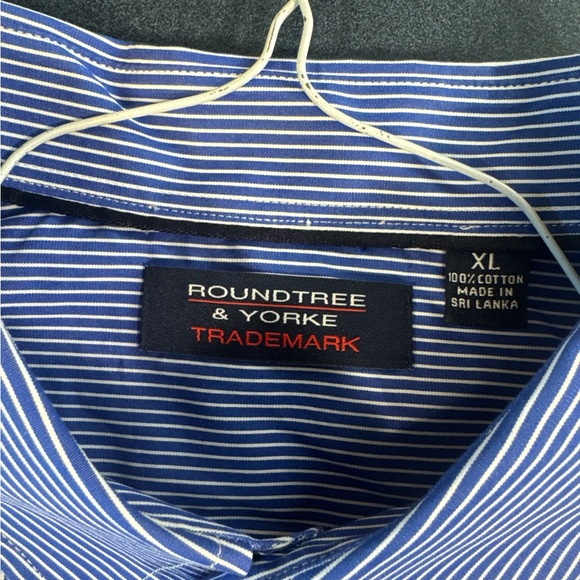 ROUNDTREE
& YORKE
TRADEMARK
XL
100% COTTON
MADE IN
SRI LANKA